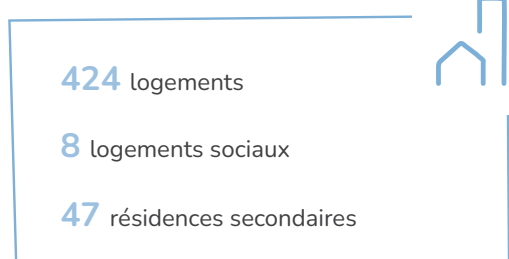 424 logements
8 logements sociaux
47 résidences secondaires